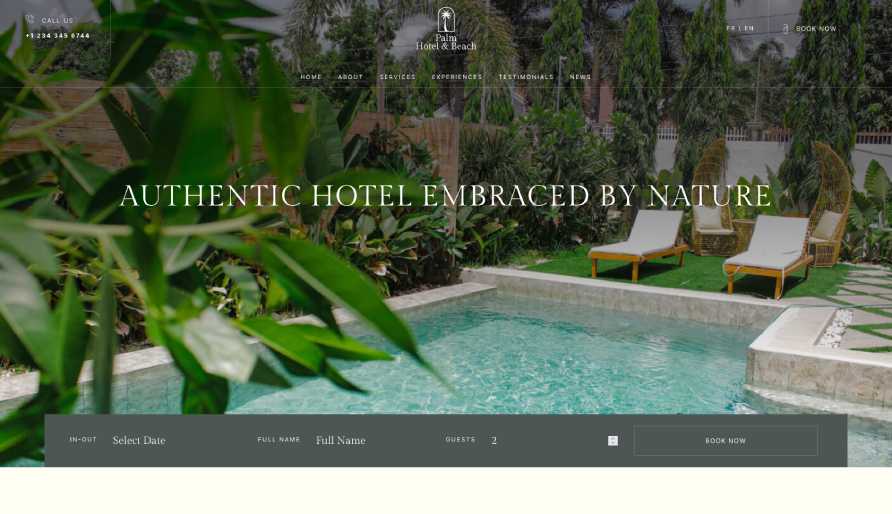 CALL US
+1 234 345 6744
Palm
Hotel & Beach
FR | EN
BOOK NOW
HOME
ABOUT
SERVICES
EXPERIENCES
TESTIMONIALS
NEWS
AUTHENTIC HOTEL EMBRACED BY NATURE
IN-OUT
Select Date
FULL NAME
Full Name
GUESTS
2
BOOK NOW